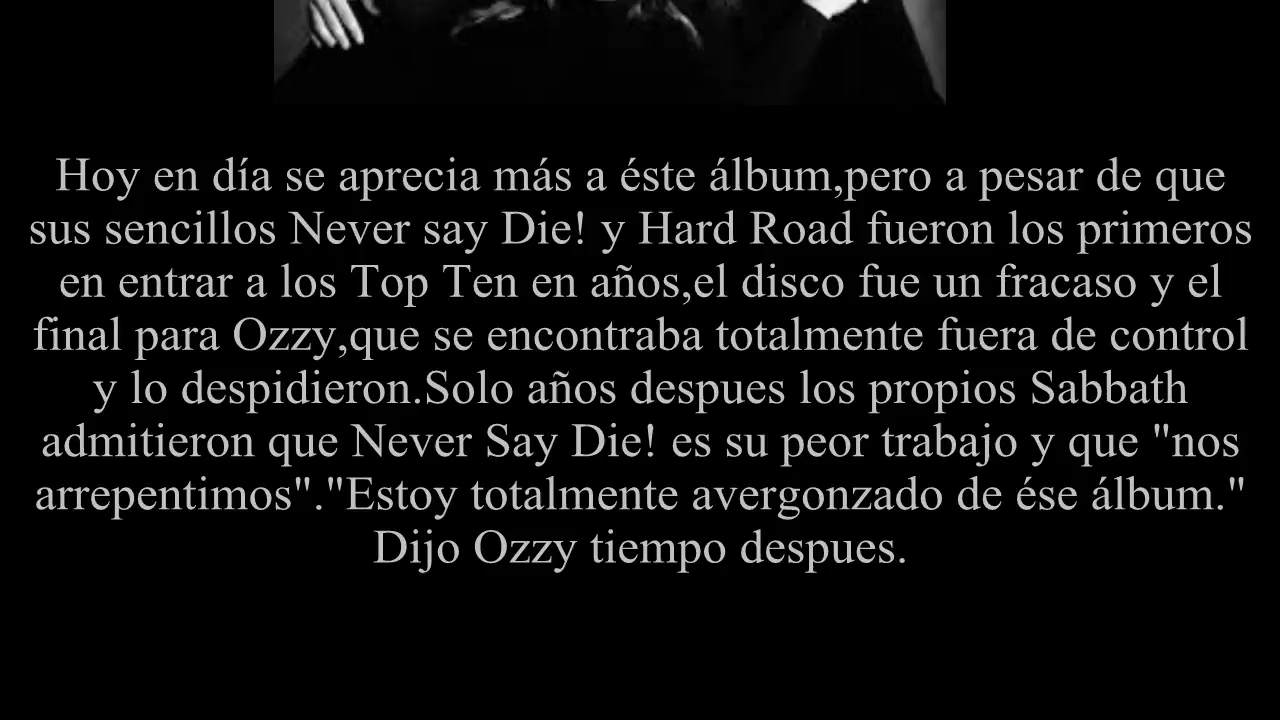 Hoy en día se aprecia más a éste álbum,pero a pesar de que
sus sencillos Never say Die! y Hard Road fueron los primeros
en entrar a los Top Ten en años,el disco fue un fracaso y el
final para Ozzy,que se encontraba totalmente fuera de control
y lo despidieron.Solo años despues los propios Sabbath
admitieron que Never Say Die! es su peor trabajo y que "nos
arrepentimos"."Estoy totalmente avergonzado de ése álbum."
Dijo Ozzy tiempo despues.